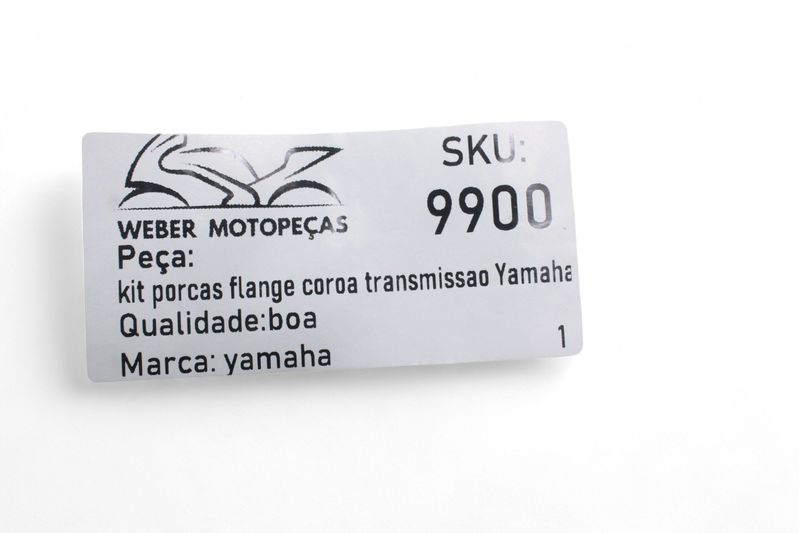 WEBER MOTOPEÇAS
SKU:
9900
Peça:
kit porcas flange coroa transmissao Yamaha
Qualidade:boa
Marca: yamaha
1